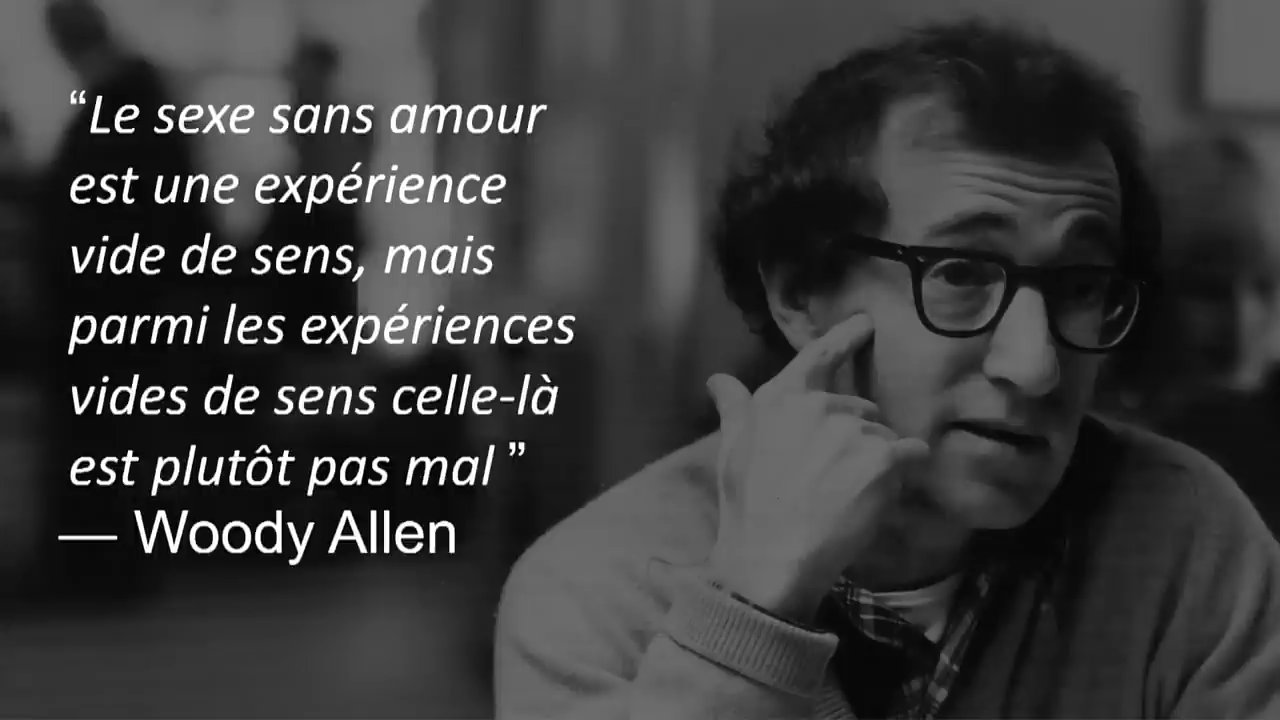 “Le sexe sans amour
est une expérience
vide de sens, mais
parmi les expériences
vides de sens celle-là
est plutôt pas mal ”
— Woody Allen